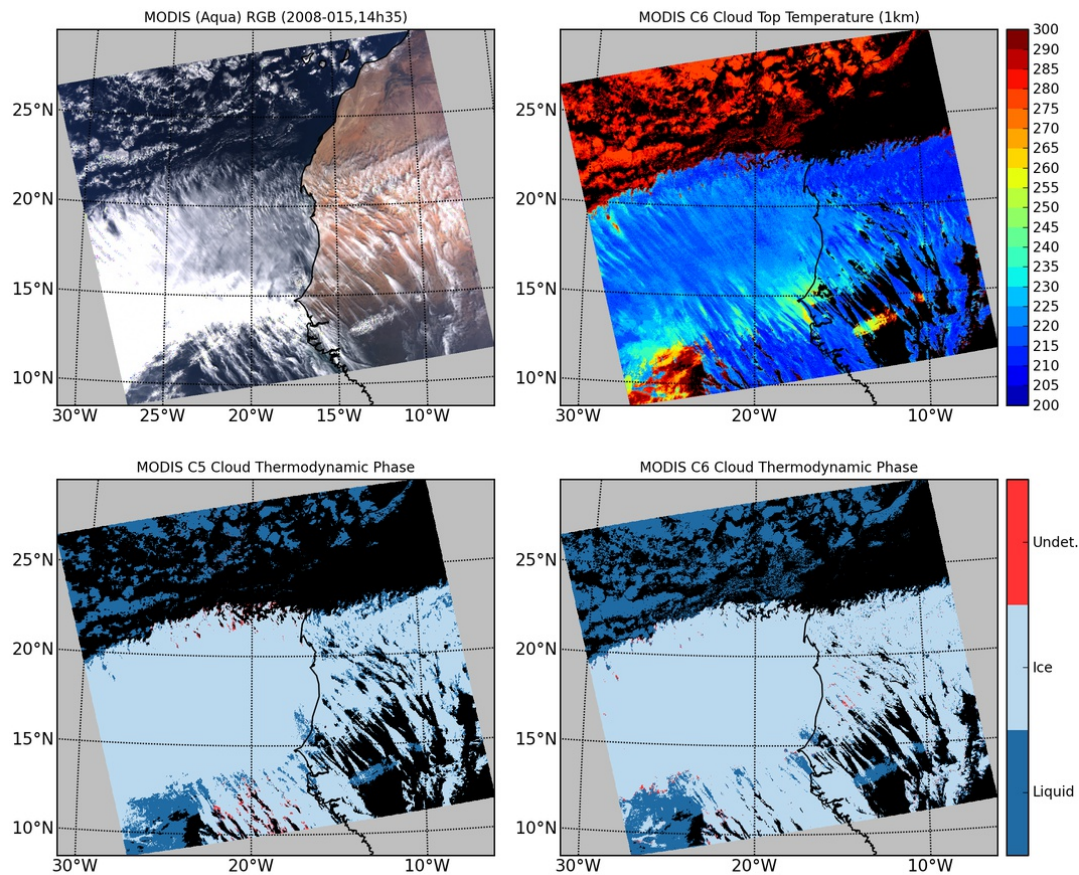 MODIS (Aqua) RGB (2008-015,14h35)
MODIS C6 Cloud Top Temperature (1km)
25°N
20°N
15°N
10°N
30°W
25°W
20°W
15°W
10°W
25°N
20°N
15°N
10°N
30°W
20°W
10°W
300
290
285
280
270
265
260
255
250
245
240
235
230
220
215
210
205
200
MODIS C5 Cloud Thermodynamic Phase
MODIS C6 Cloud Thermodynamic Phase
25°N
20°N
15°N
10°N
30°W
25°W
20°W
15°W
10°W
25°N
20°N
15°N
10°N
30°W
20°W
10°W
Undet.
Ice
Liquid